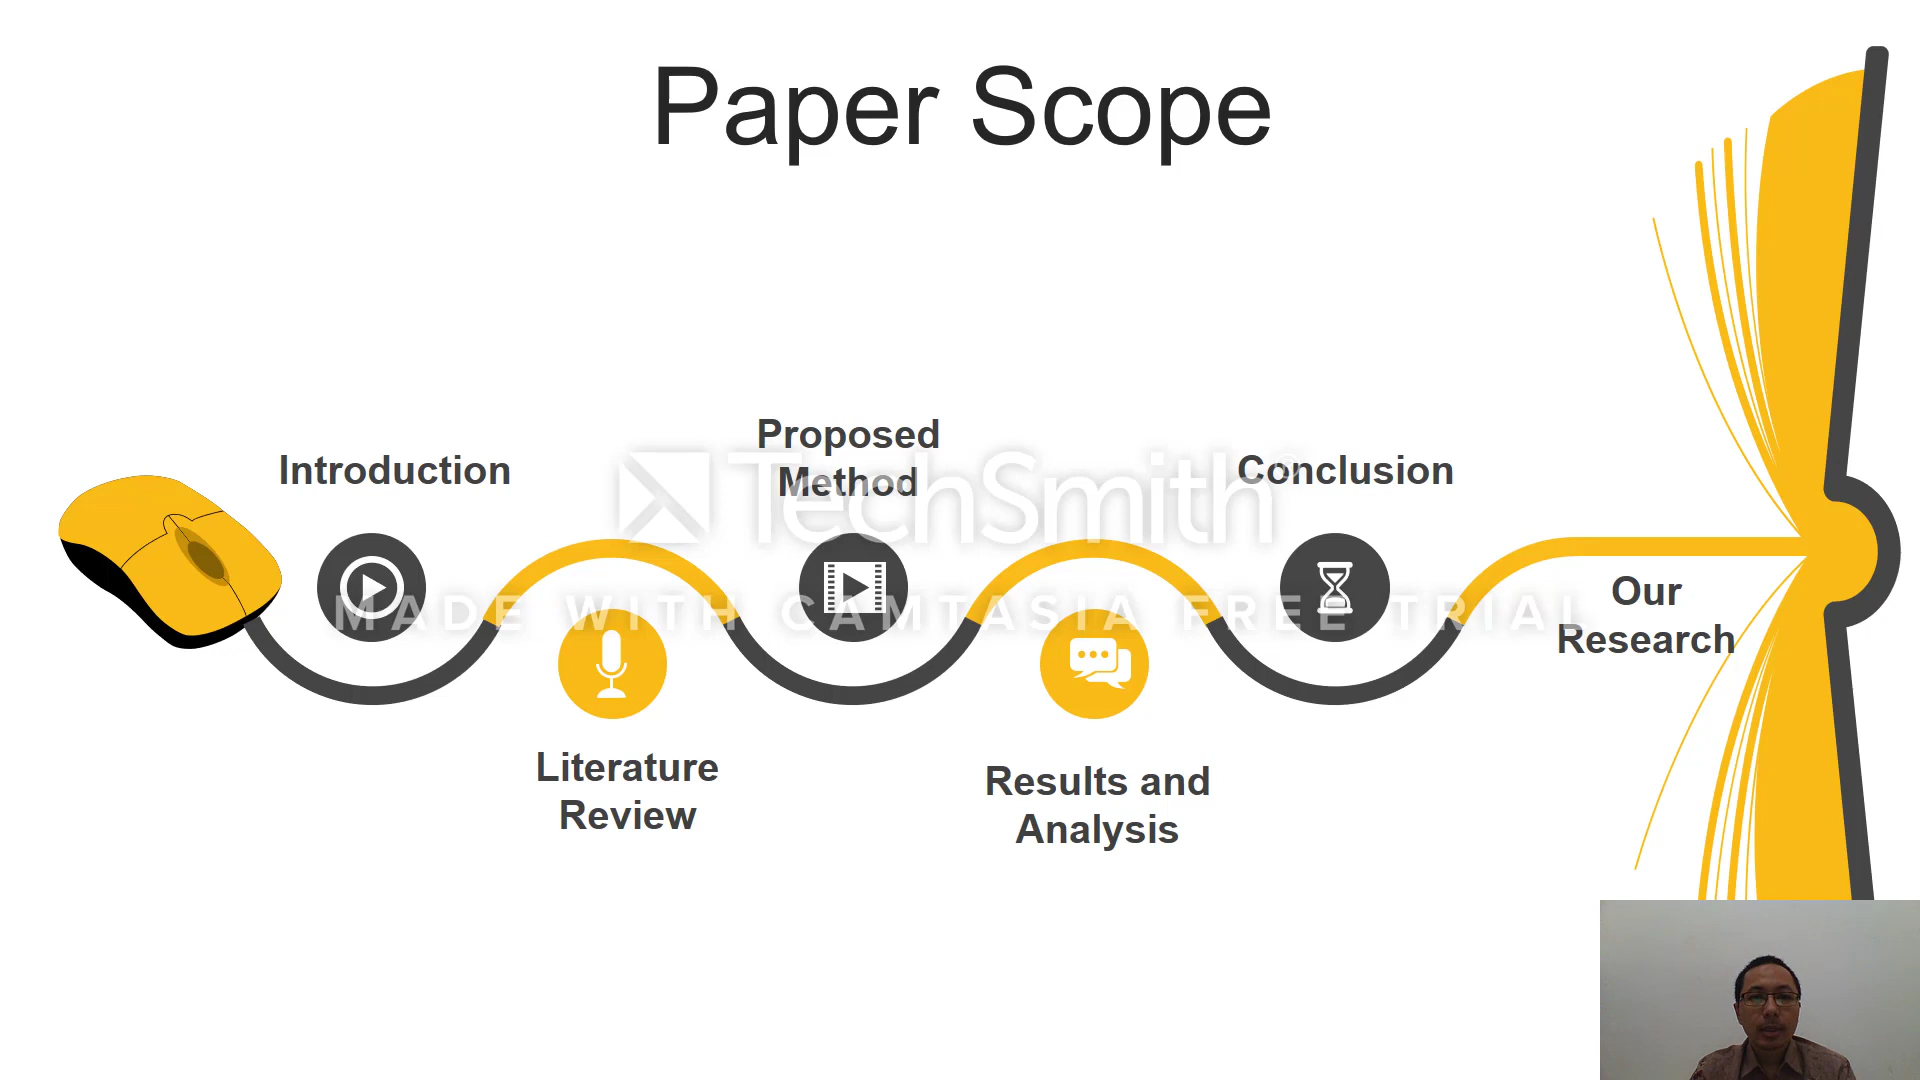 Paper Scope
Introduction
Literature
Review
Proposed
Method
Results and
Analysis
Conclusion
Our
Research
TechSmith®
MADE WITH CAMTASIA FREE TRIAL